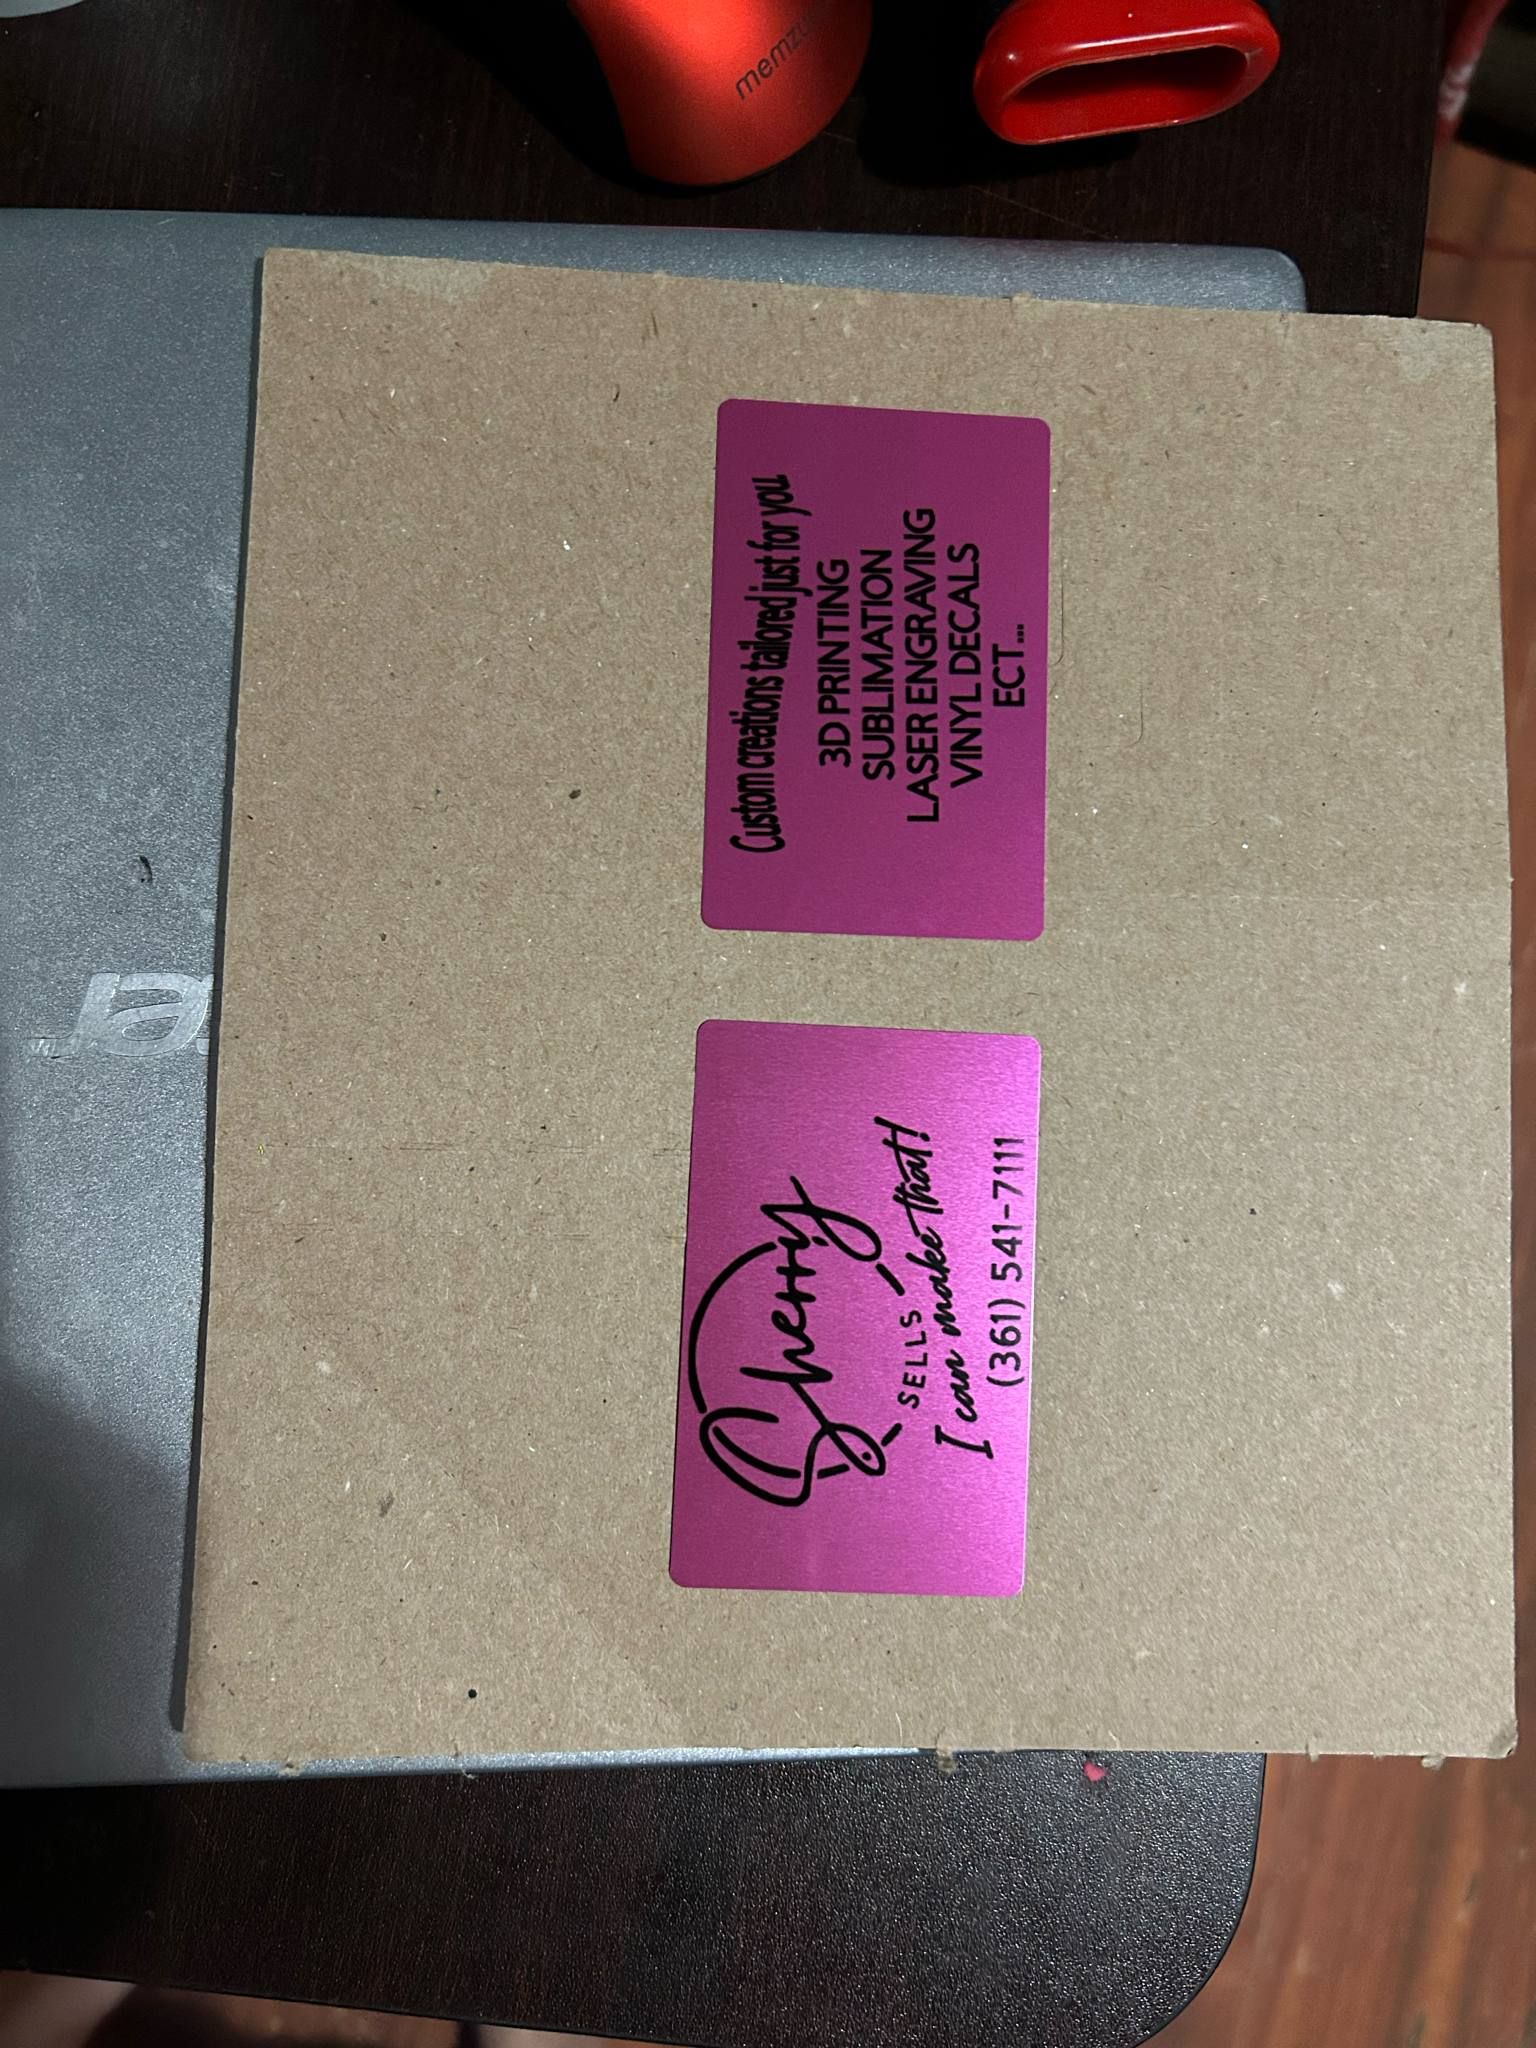 Custom creations tailored just for you
3D PRINTING
SUBLIMATION
LASER ENGRAVING
VINYL DECALS
ECT...
Sherry
SELLS
I can make that!
(361) 541-7111